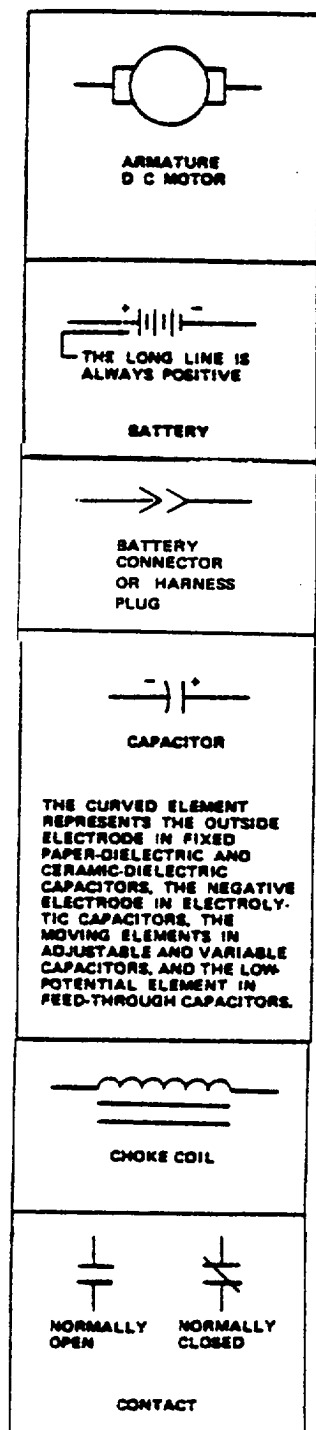 ARMATURE
D C MOTOR
+ -
THE LONG LINE IS
ALWAYS POSITIVE
BATTERY
BATTERY
CONNECTOR
OR HARNESS
PLUG
- +
CAPACITOR
THE CURVED ELEMENT
REPRESENTS THE OUTSIDE
ELECTRODE IN FIXED
PAPER-DIELECTRIC AND
CERAMIC-DIELECTRIC
CAPACITORS, THE NEGATIVE
ELECTRODE IN ELECTROLY-
TIC CAPACITORS, THE
MOVING ELEMENTS IN
ADJUSTABLE AND VARIABLE
CAPACITORS, AND THE LOW-
POTENTIAL ELEMENT IN
FEED-THROUGH CAPACITORS.
CHOKE COIL
NORMALLY OPEN
NORMALLY CLOSED
CONTACT